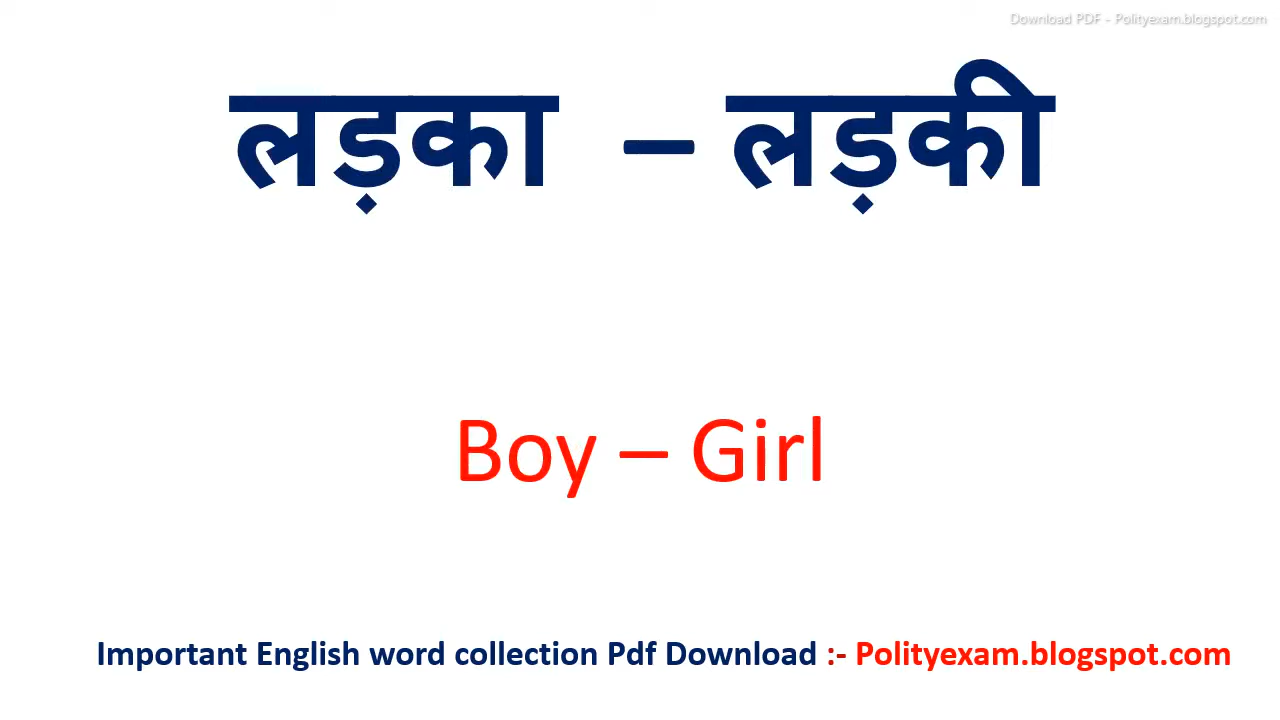 Download PDF - Polityexam.blogspot.com
लड़का – लड़की
Boy – Girl
Important English word collection Pdf Download :- Polityexam.blogspot.com